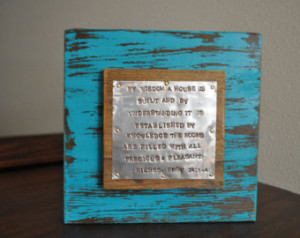 BY WISDOM A HOUSE IS
BUILT AND BY
UNDERSTANDING IT IS
ESTABLISHED BY
KNOWLEDGE THE ROOMS
ARE FILLED WITH ALL
PRECIOUS & PLEASANT